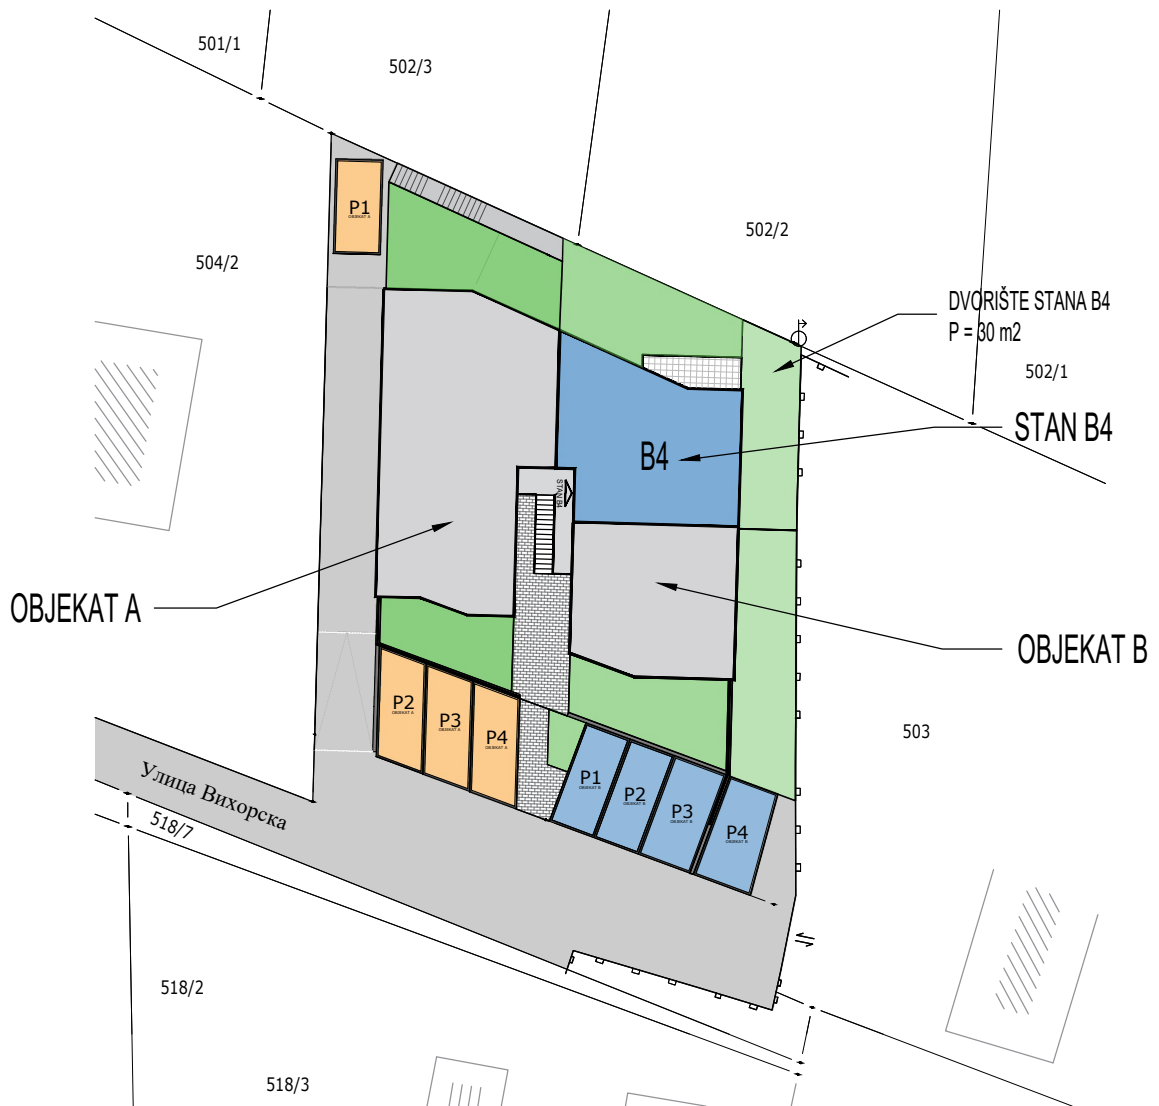 501/1
502/3
502/2
504/2
P1
OBJEKAT A
DVORIŠTE STANA B4
P = 30 m2
502/1
STAN B4
B4
STAN B4
OBJEKAT A
OBJEKAT B
P2
OBJEKAT A
P3
OBJEKAT A
P4
OBJEKAT A
503
P1
OBJEKAT B
P2
OBJEKAT B
P3
OBJEKAT B
P4
OBJEKAT B
Улица Вихорска
518/7
518/2
518/3